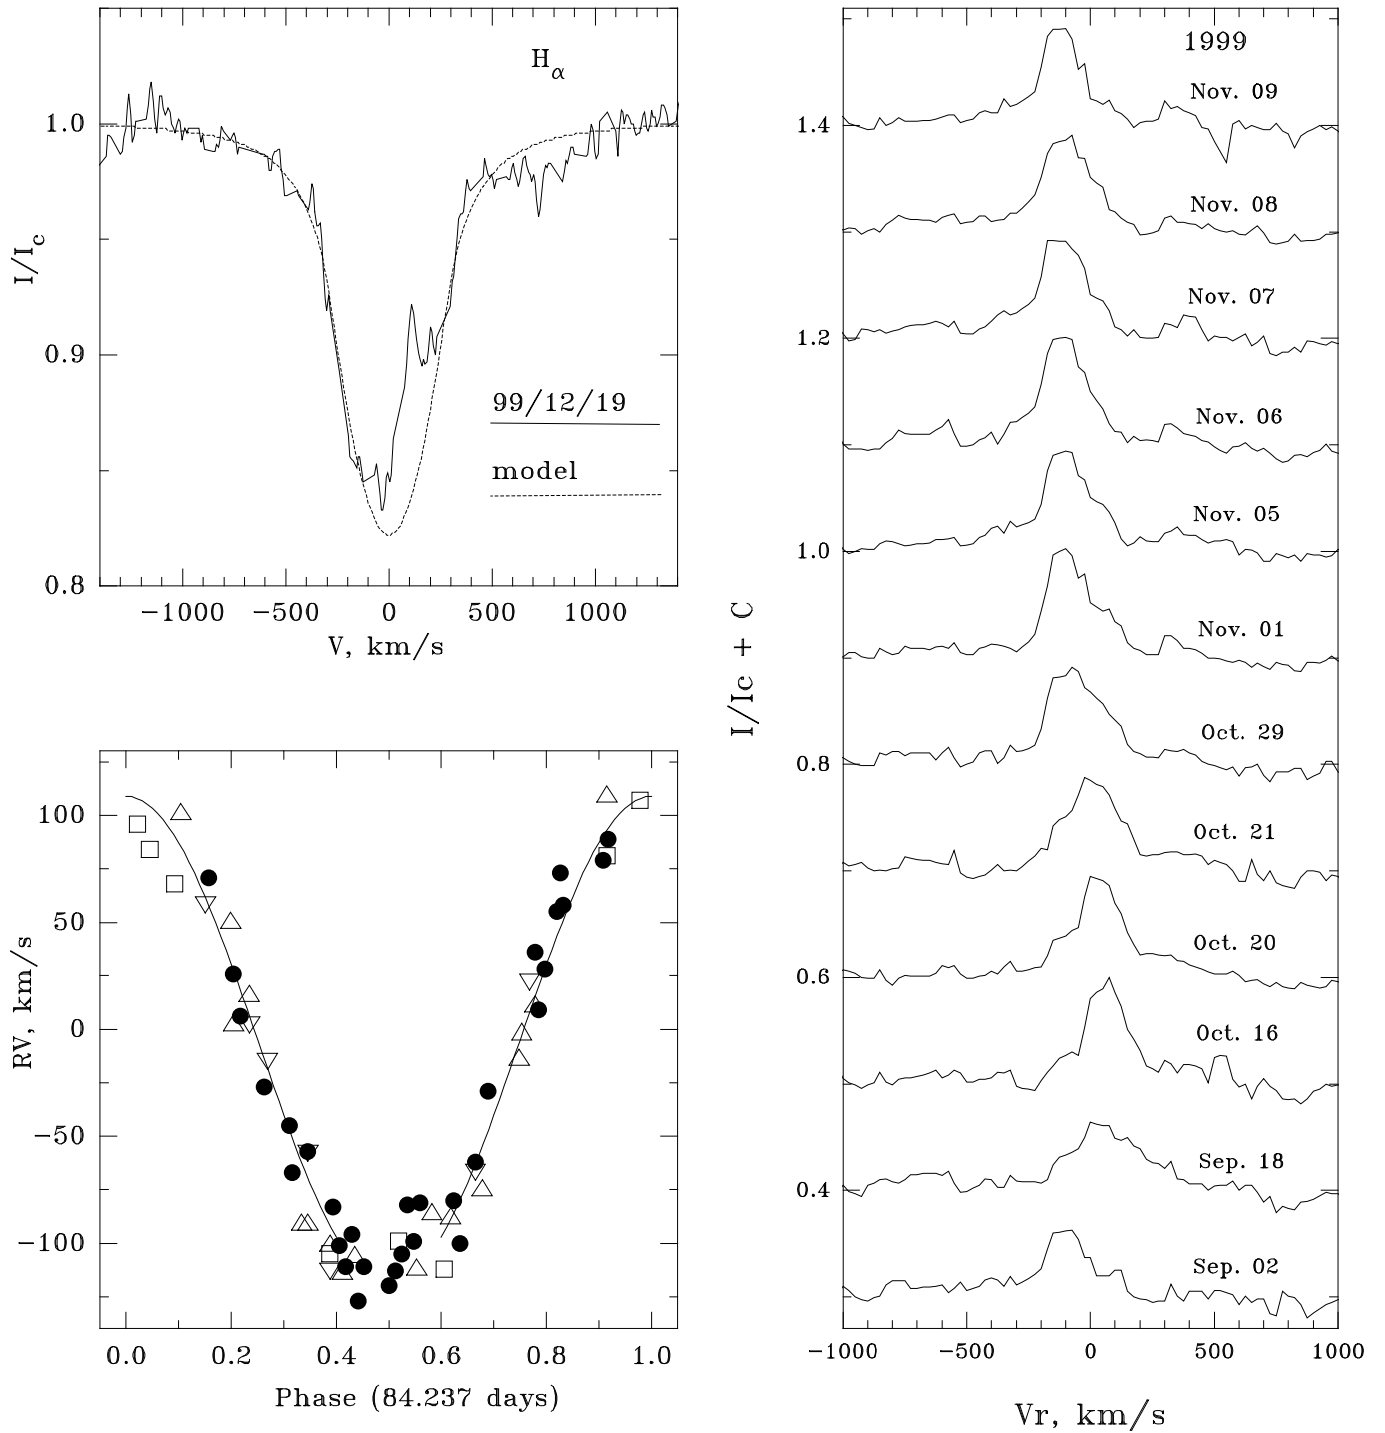 H α
1.0
0.9
0.8
I/I c
99/12/19
model
−1000 −500 0 500 1000
V, km/s
100
50
0
−50
−100
RV, km/s
0.0 0.2 0.4 0.6 0.8 1.0
Phase (84.237 days)
1999
Nov. 09
1.4
Nov. 08
Nov. 07
1.2
Nov. 06
Nov. 05
1.0
Nov. 01
Oct. 29
0.8
Oct. 21
Oct. 20
0.6
Oct. 16
Sep. 18
0.4
Sep. 02
I/Ic + C
−1000 −500 0 500 1000
Vr, km/s